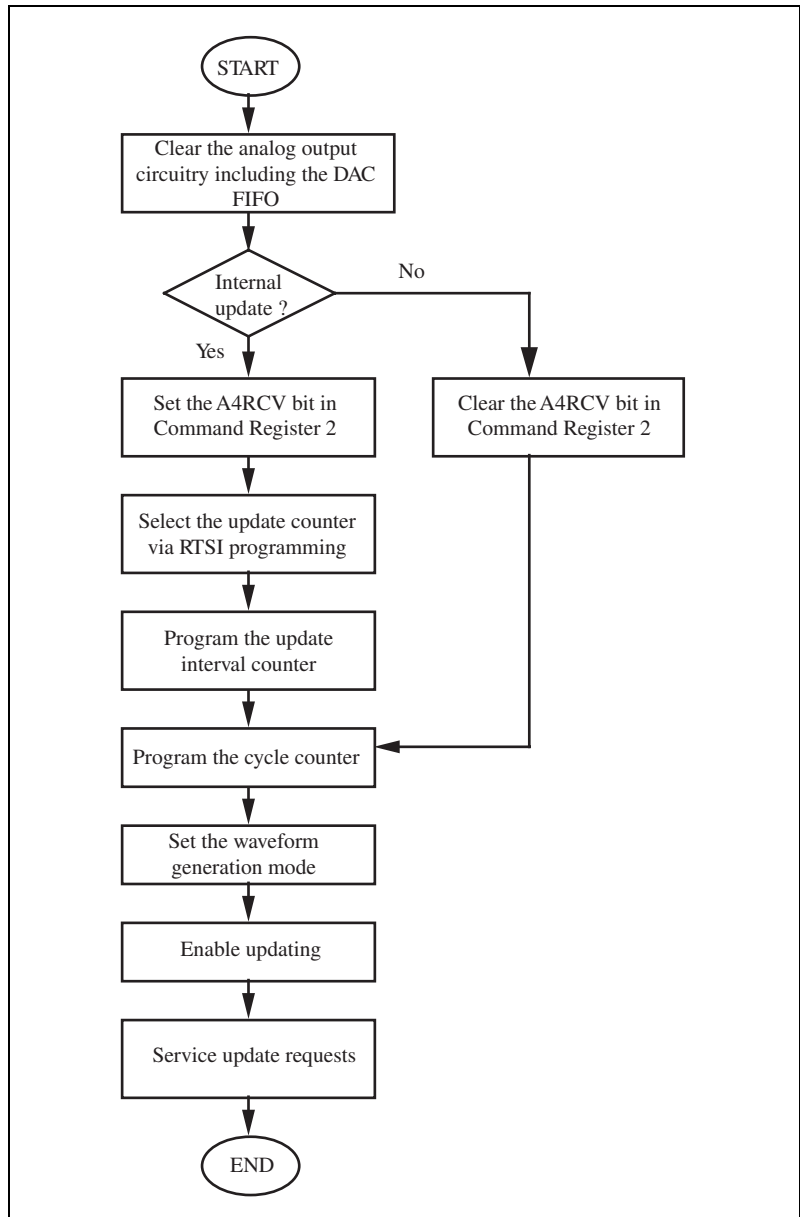 START
Clear the analog output
circuitry including the DAC
FIFO
Internal
update ?
No
Yes
Set the A4RCV bit in
Command Register 2
Clear the A4RCV bit in
Command Register 2
Select the update counter
via RTSI programming
Program the update
interval counter
Program the cycle counter
Set the waveform
generation mode
Enable updating
Service update requests
END